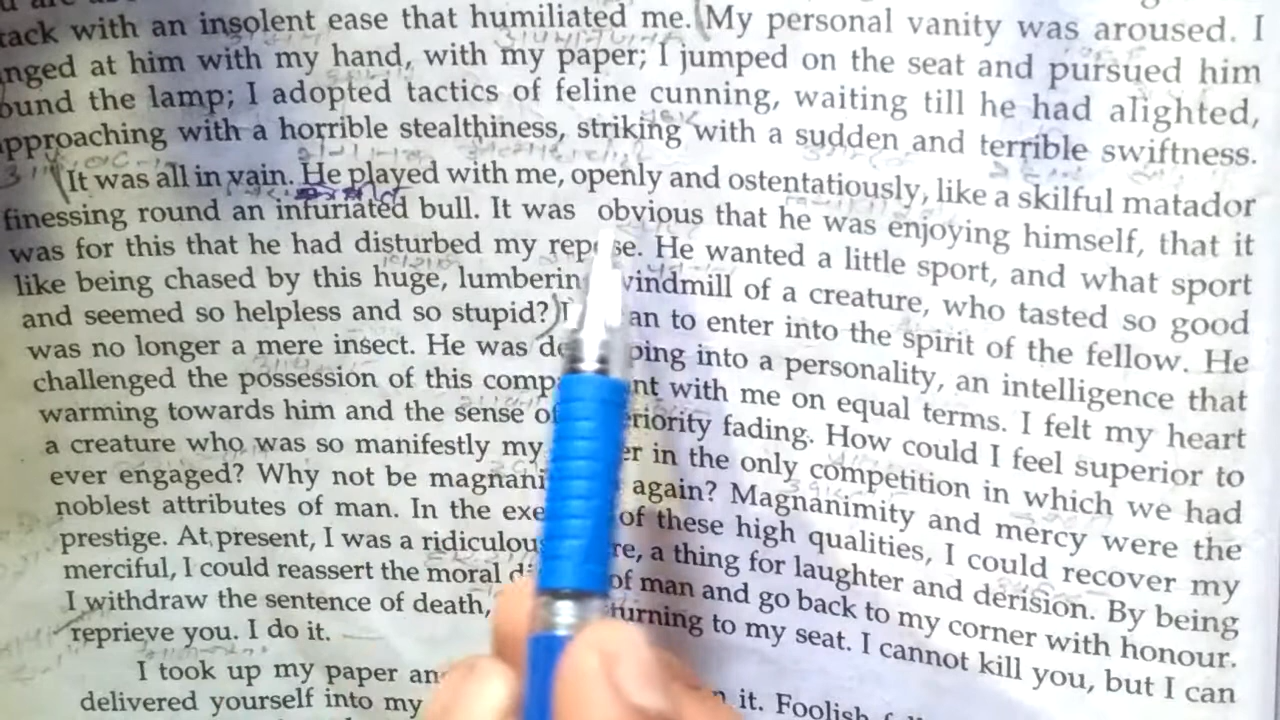 tack with an insolent ease that humiliated me. (My personal vanity was aroused. I
nged at him with my hand, with my paper; I jumped on the seat and pursued him
ound the lamp; I adopted tactics of feline cunning, waiting till he had alighted,
pproaching with a horrible stealthiness, striking with a sudden and terrible swiftness.
It was all in vain. He played with me, openly and ostentatiously, like a skilful matador
finessing round an infuriated bull. It was obvious that he was enjoying himself, that it
was for this that he had disturbed my repose. He wanted a little sport, and what sport
like being chased by this huge, lumbering windmill of a creature, who tasted so good
and seemed so helpless and so stupid?) I an to enter into the spirit of the fellow. He
was no longer a mere insect. He was de ping into a personality, an intelligence that
challenged the possession of this comp nt with me on equal terms. I felt my heart
warming towards him and the sense of eriority fading. How could I feel superior to
a creature who was so manifestly my er in the only competition in which we had
ever engaged? Why not be magnani again? Magnanimity and mercy were the
noblest attributes of man. In the exe of these high qualities, I could recover my
prestige. At present, I was a ridiculous re, a thing for laughter and derision. By being
merciful, I could reassert the moral di of man and go back to my corner with honour.
I withdraw the sentence of death, turning to my seat. I cannot kill you, but I can
reprieve you. I do it.
I took up my paper an n it. Foolish
delivered yourself into my